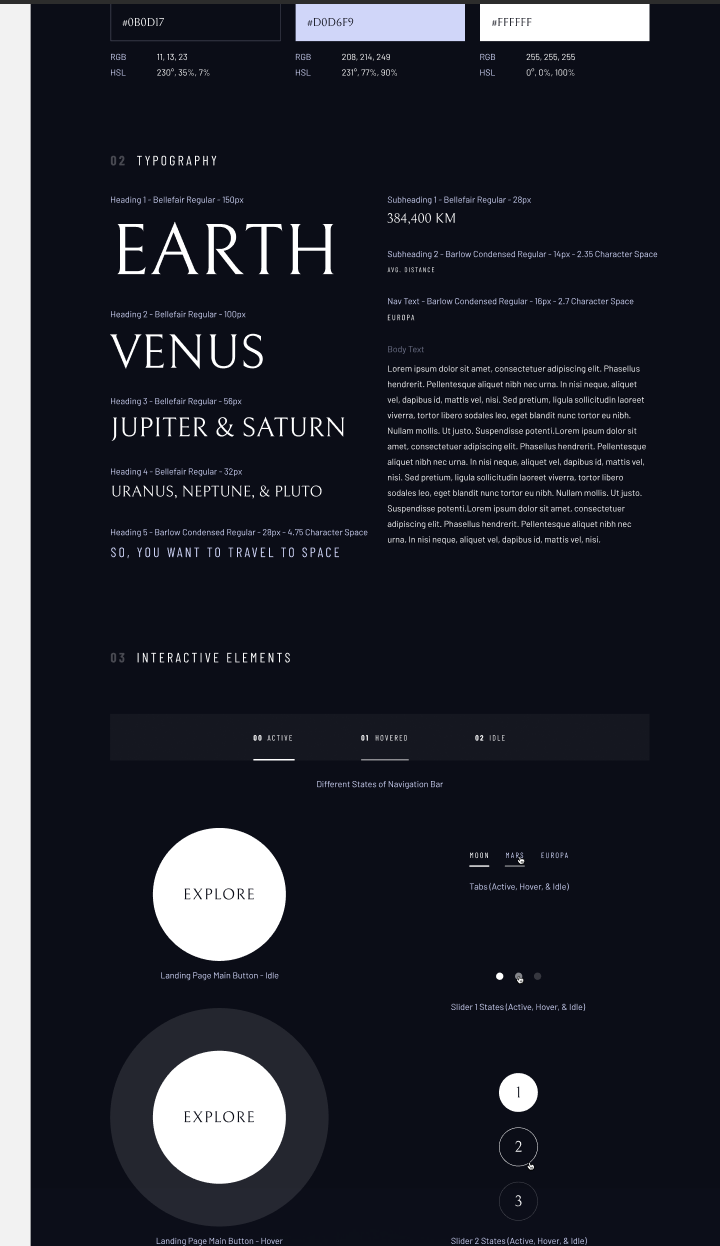 #0B0D17
#D0D6F9
#FFFFFF
RGB 11, 13, 23
HSL 230°, 35%, 7%
RGB 208, 214, 249
HSL 231°, 77%, 90%
RGB 255, 255, 255
HSL 0°, 0%, 100%
02 TYPOGRAPHY
Heading 1 - Bellefair Regular - 150px
EARTH
Heading 2 - Bellefair Regular - 100px
VENUS
Heading 3 - Bellefair Regular - 56px
JUPITER & SATURN
Heading 4 - Bellefair Regular - 32px
URANUS, NEPTUNE, & PLUTO
Heading 5 - Barlow Condensed Regular - 28px - 4.75 Character Space
SO, YOU WANT TO TRAVEL TO SPACE
Subheading 1 - Bellefair Regular - 28px
384,400 KM
Subheading 2 - Barlow Condensed Regular - 14px - 2.35 Character Space
AVG. DISTANCE
Nav Text - Barlow Condensed Regular - 16px - 2.7 Character Space
EUROPA
Body Text
Lorem ipsum dolor sit amet, consectetuer adipiscing elit. Phasellus
hendrerit. Pellentesque aliquet nibh nec urna. In nisi neque, aliquet
vel, dapibus id, mattis vel, nisi. Sed pretium, ligula sollicitudin laoreet
viverra, tortor libero sodales leo, eget blandit nunc tortor eu nibh.
Nullam mollis. Ut justo. Suspendisse potenti.Lorem ipsum dolor sit
amet, consectetuer adipiscing elit. Phasellus hendrerit. Pellentesque
aliquet nibh nec urna. In nisi neque, aliquet vel, dapibus id, mattis vel,
nisi. Sed pretium, ligula sollicitudin laoreet viverra, tortor libero
sodales leo, eget blandit nunc tortor eu nibh. Nullam mollis. Ut justo.
Suspendisse potenti.Lorem ipsum dolor sit amet, consectetuer
adipiscing elit. Phasellus hendrerit. Pellentesque aliquet nibh nec
urna. In nisi neque, aliquet vel, dapibus id, mattis vel, nisi.
03 INTERACTIVE ELEMENTS
00 ACTIVE 01 HOVERED 02 IDLE
Different States of Navigation Bar
EXPLORE
Landing Page Main Button - Idle
MOON MARS EUROPA
Tabs (Active, Hover, & Idle)
Slider 1 States (Active, Hover, & Idle)
EXPLORE
Landing Page Main Button - Hover
1
2
3
Slider 2 States (Active, Hover, & Idle)